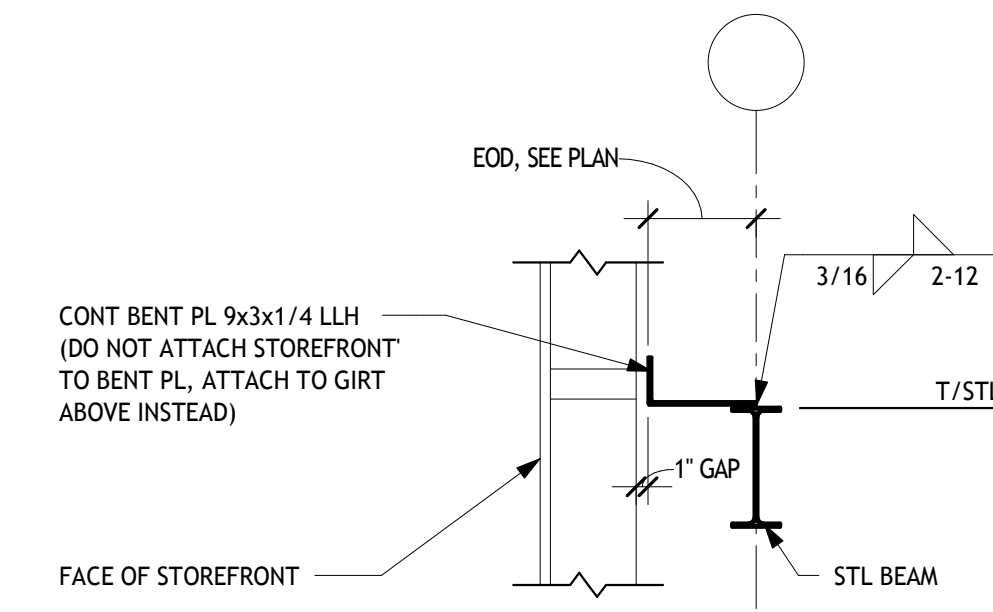 EOD, SEE PLAN
3/16 2-12
CONT BENT PL 9x3x1/4 LLH
(DO NOT ATTACH STOREFRONT'
TO BENT PL, ATTACH TO GIRT
ABOVE INSTEAD)
T/STL
1" GAP
FACE OF STOREFRONT
STL BEAM